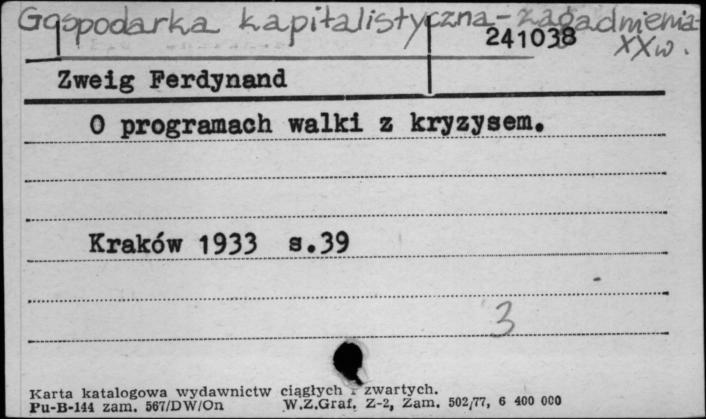 Gospodarka kapitalistyczna - zagadnienia -
241038 XXw.
Zweig Ferdynand
O programach walki z kryzysem.
Kraków 1933 s.39
3
Karta katalogowa wydawnictw ciągłych i zwartych.
Pu-B-144 zam. 567/DW/On W.Z.Graf. Z-2, Zam. 502/77, 6 400 000